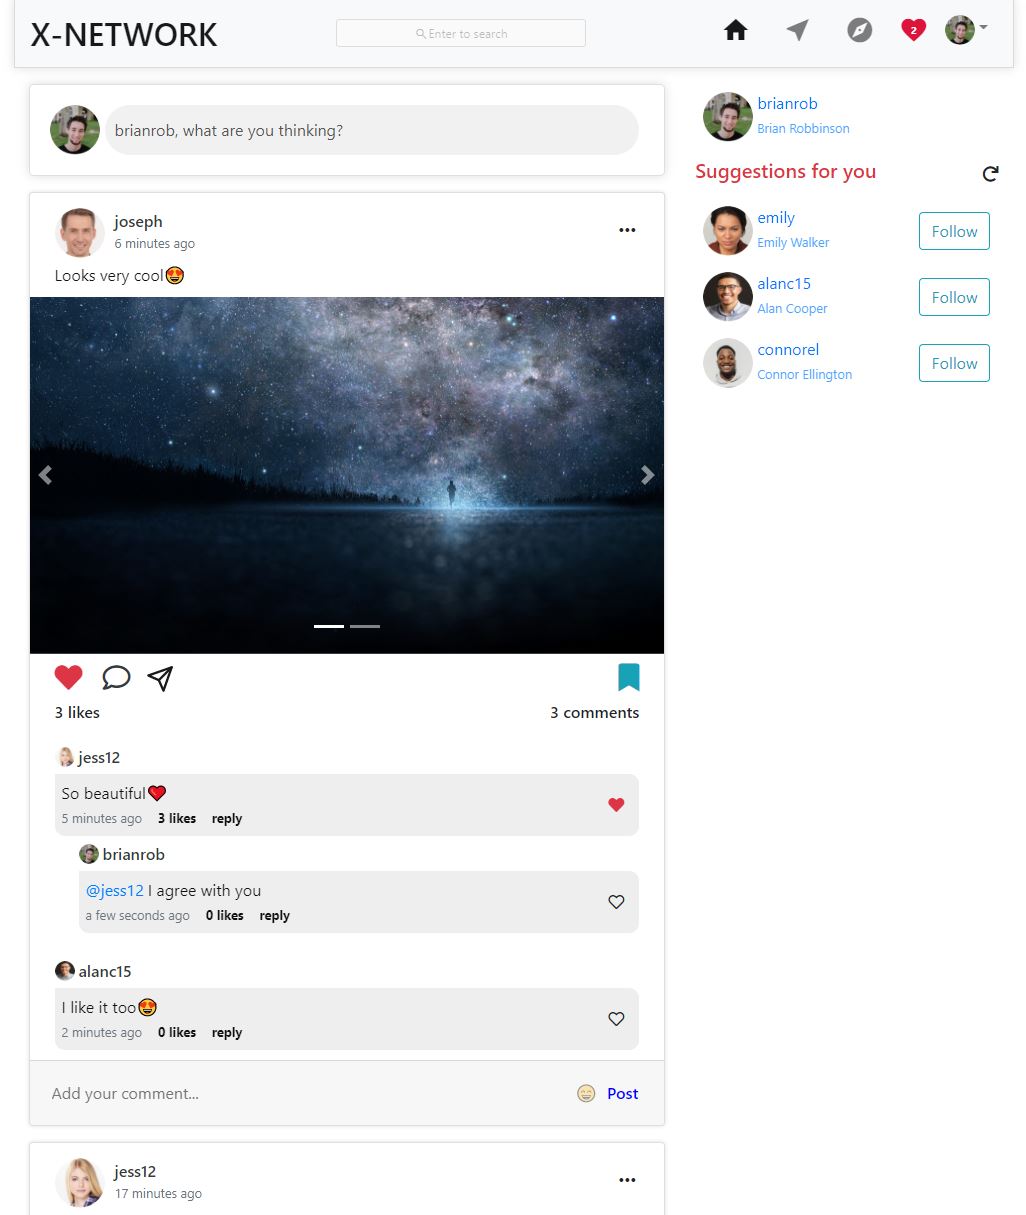 X-NETWORK
Enter to search
2
brianrob, what are you thinking?
brianrob
Brian Robbinson
Suggestions for you
emily
Emily Walker
Follow
alanc15
Alan Cooper
Follow
connorel
Connor Ellington
Follow
joseph
6 minutes ago
Looks very cool😍
3 likes
3 comments
jess12
So beautiful❤️
5 minutes ago 3 likes reply
brianrob
@jess12 I agree with you
a few seconds ago 0 likes reply
alanc15
I like it too😍
2 minutes ago 0 likes reply
Add your comment...
Post
jess12
17 minutes ago